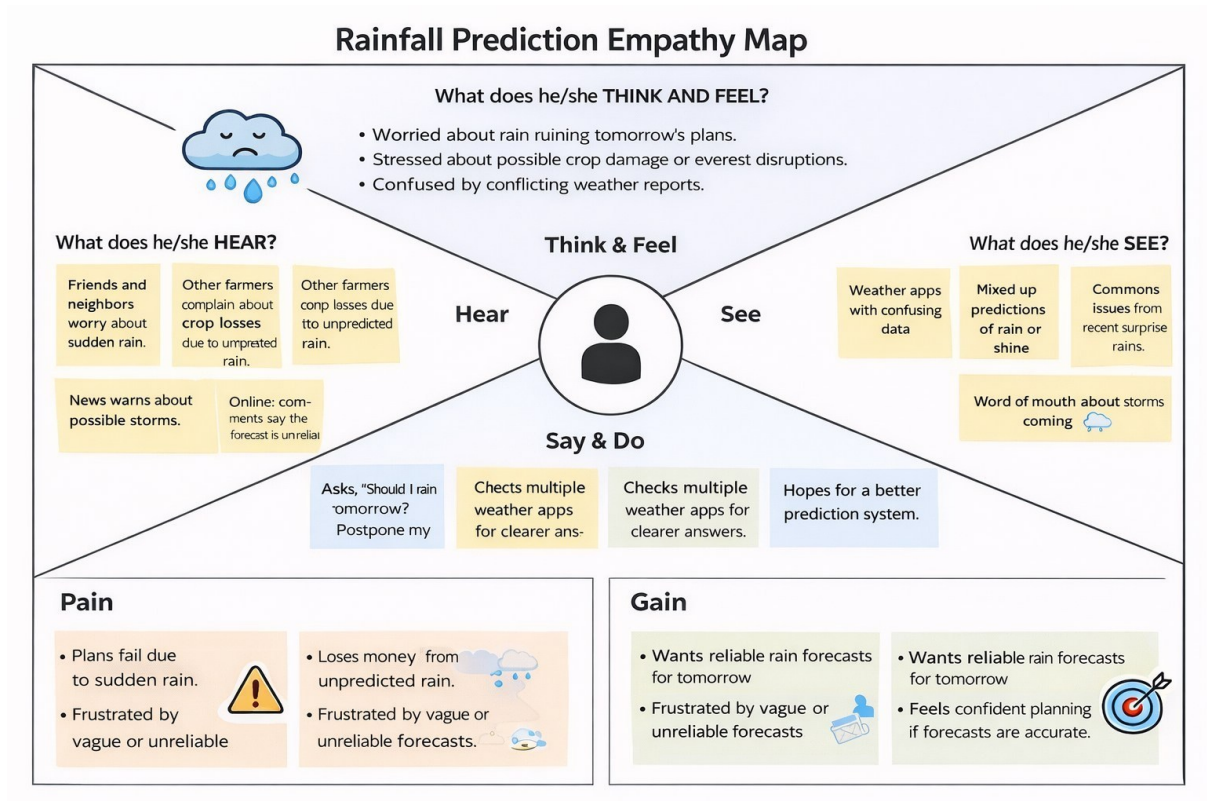 Rainfall Prediction Empathy Map
What does he/she THINK AND FEEL?
• Worried about rain ruining tomorrow's plans.
• Stressed about possible crop damage or everest disruptions.
• Confused by conflicting weather reports.
Think & Feel
What does he/she HEAR?
Friends and
neighbors
worry about
sudden rain.
Other farmers
complain about
crop losses
due to umpretated
rain.
Other farmers
conp lesses due
tto unpredicted
rain.
News warns about
possible storms.
Online: com-
ments say the
forecast is unreliai
Hear
See
What does he/she SEE?
Weather apps
with confusing
data
Mixed up
predictions
of rain or
shine
Commons
issues from
recent surprise
rains.
Word of mouth about storms
coming
Say & Do
Asks, "Should I rain
omorrow?
Postpone my
Chects multiple
weather apps
for clearer ans-
Checks multiple
weather apps for
clearer answers.
Hopes for a better
prediction system.
Pain
• Plans fail due
to sudden rain.
• Frustrated by
vague or unreliable
• Loses money from
unpredicted rain.
• Frustrated by vague or
unreliable forecasts.
Gain
• Wants reliable rain forecasts
for tomorrow
• Frustrated by vague or
unreliable forecasts
• Wants reliable rain forecasts
for tomorrow
• Feels confident planning
if forecasts are accurate.